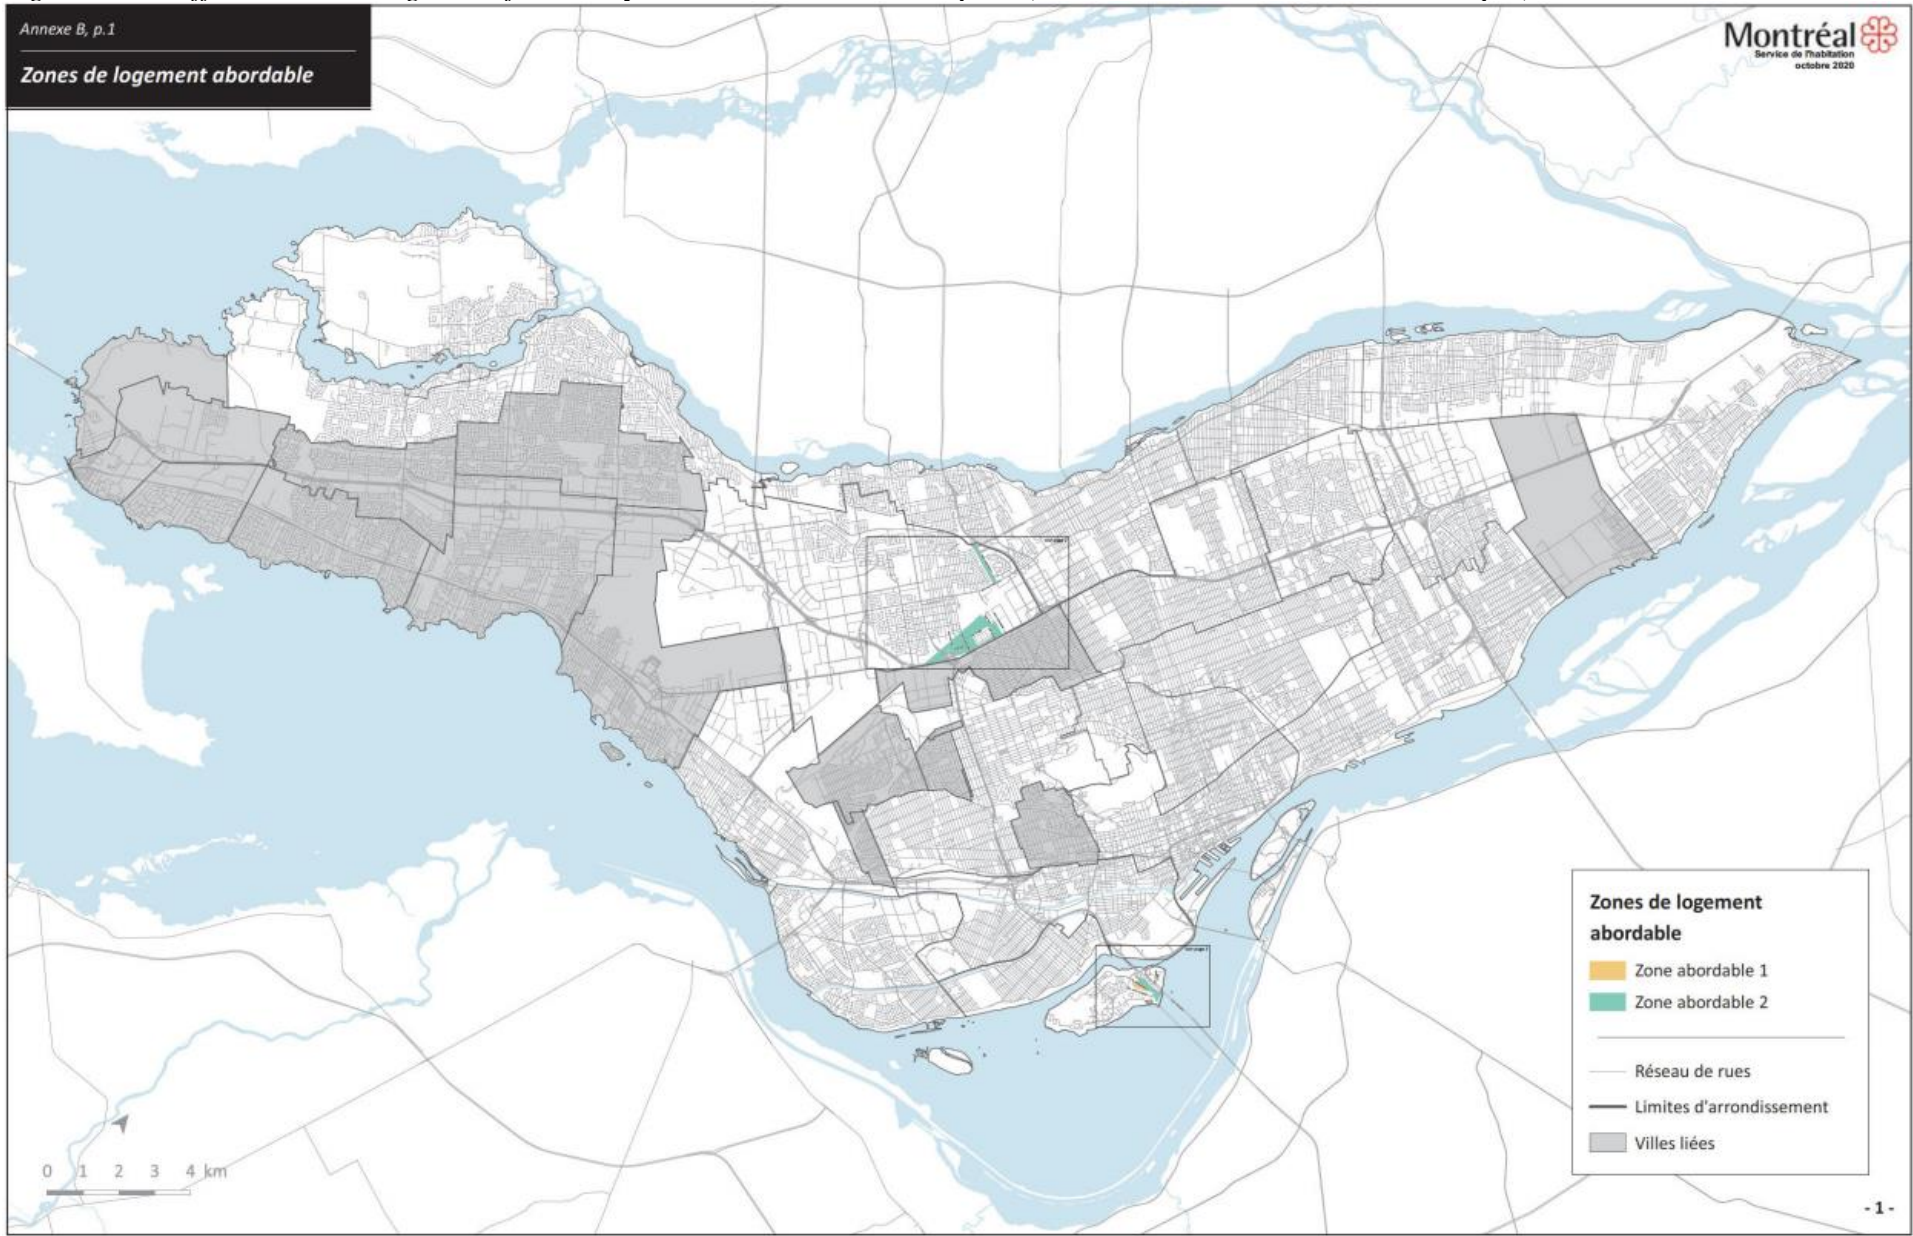 Annexe B, p.1
Zones de logement abordable
Montréal
Service de l'habitation
octobre 2020
Zones de logement
abordable
Zone abordable 1
Zone abordable 2
Réseau de rues
Limites d'arrondissement
Villes liées
0 1 2 3 4 km
- 1 -